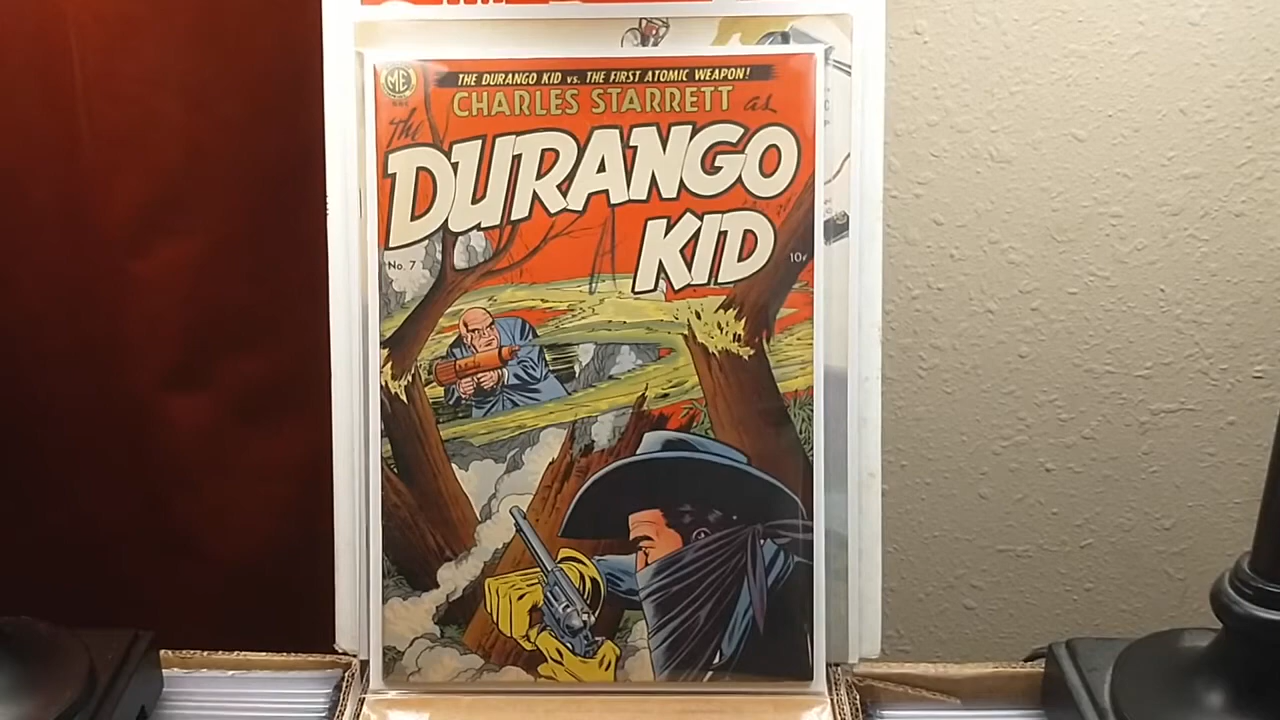 ME
THE DURANGO KID vs. THE FIRST ATOMIC WEAPON!
CHARLES STARRETT as
The
DURANGO
KID
No. 7
10¢
A